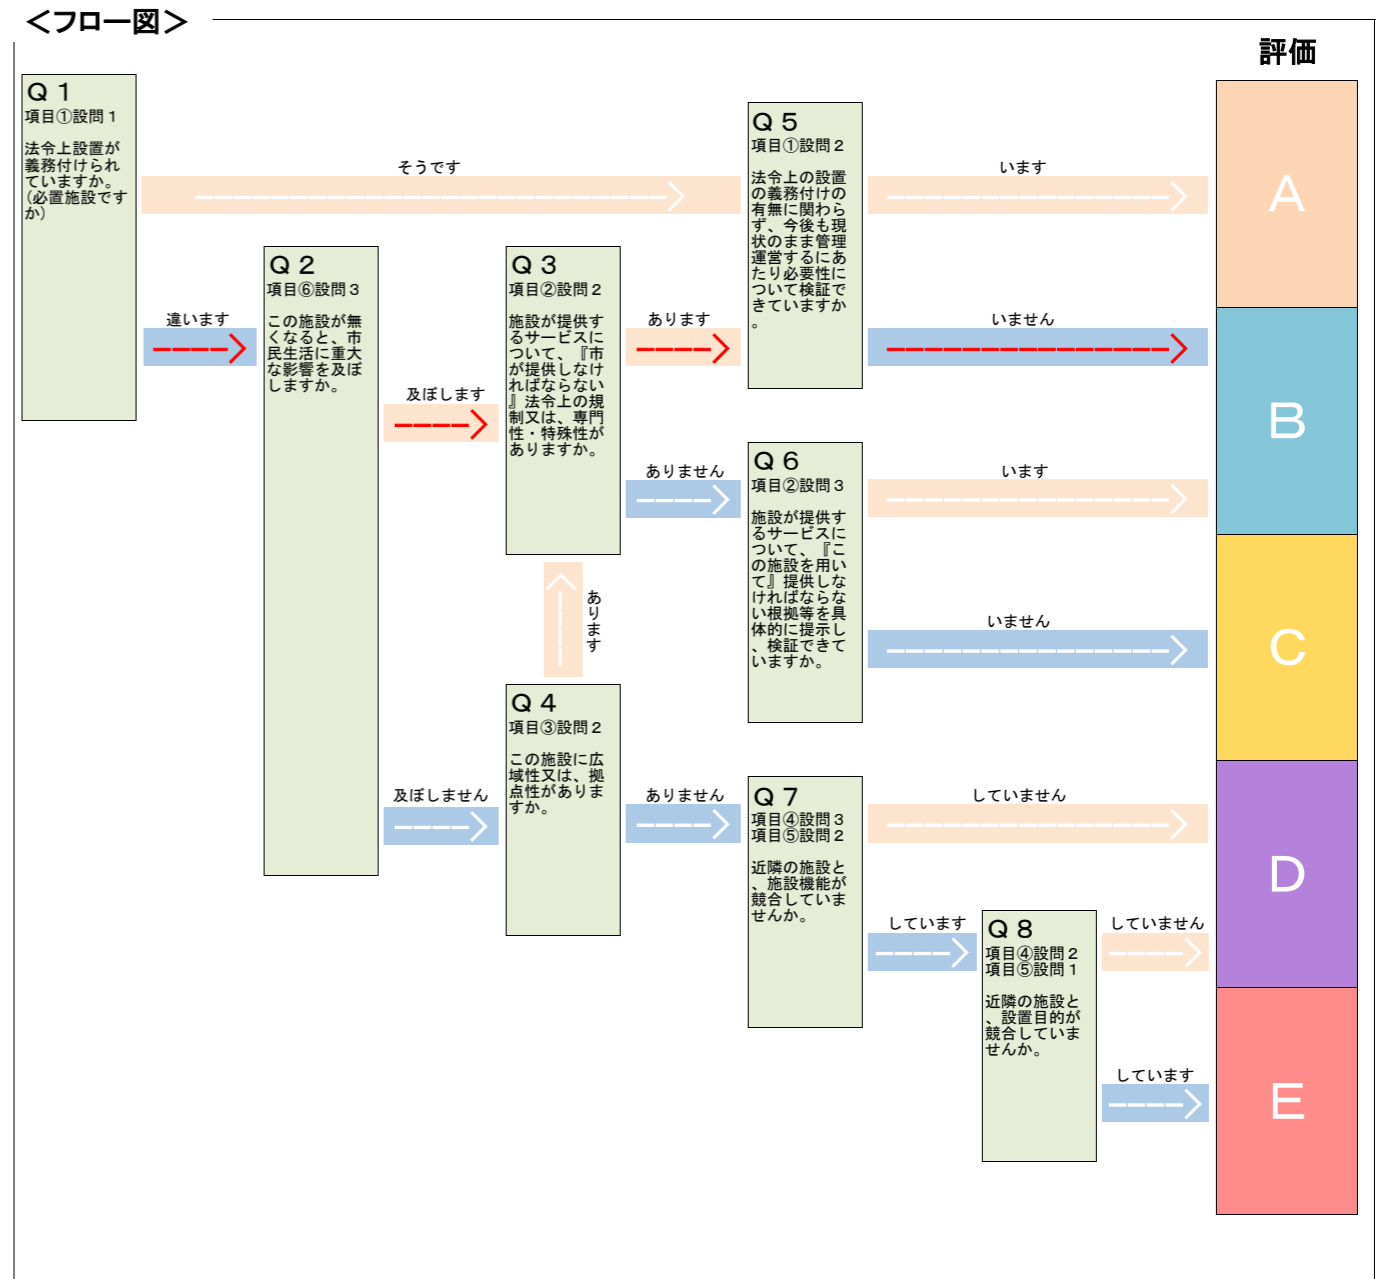 ＜フロー図＞
評価
Ｑ１
項目①設問１
法令上設置が
義務付けられ
ていますか。
(必置施設です
か)
そうです
違います
Ｑ２
項目⑥設問３
この施設が無
くなると、市
民生活に重大
な影響を及ぼ
しますか。
及ぼします
及ぼしません
Ｑ３
項目②設問２
施設が提供す
るサービスに
ついて、『市
が提供しなけ
ればならない
』法令上の規
制又は、専門
性・特殊性が
ありますか。
あります
ありません
あります
Ｑ４
項目③設問２
この施設に広
域性又は、拠
点性がありま
すか。
ありません
Ｑ５
項目①設問２
法令上の設置
の義務付けの
有無に関わら
ず、今後も現
状のまま管理
運営するにあ
たり必要性に
ついて検証で
きていますか
。
います
いません
Ｑ６
項目②設問３
施設が提供す
るサービスに
ついて、『こ
の施設を用い
て』提供しな
ければならな
い根拠等を具
体的に提示し
、検証できて
いますか。
います
いません
Ｑ７
項目④設問３
項目⑤設問２
近隣の施設と
、施設機能が
競合していま
せんか。
していません
しています
Ｑ８
項目④設問２
項目⑤設問１
近隣の施設と
、設置目的が
競合していま
せんか。
していません
しています
A
B
C
D
E